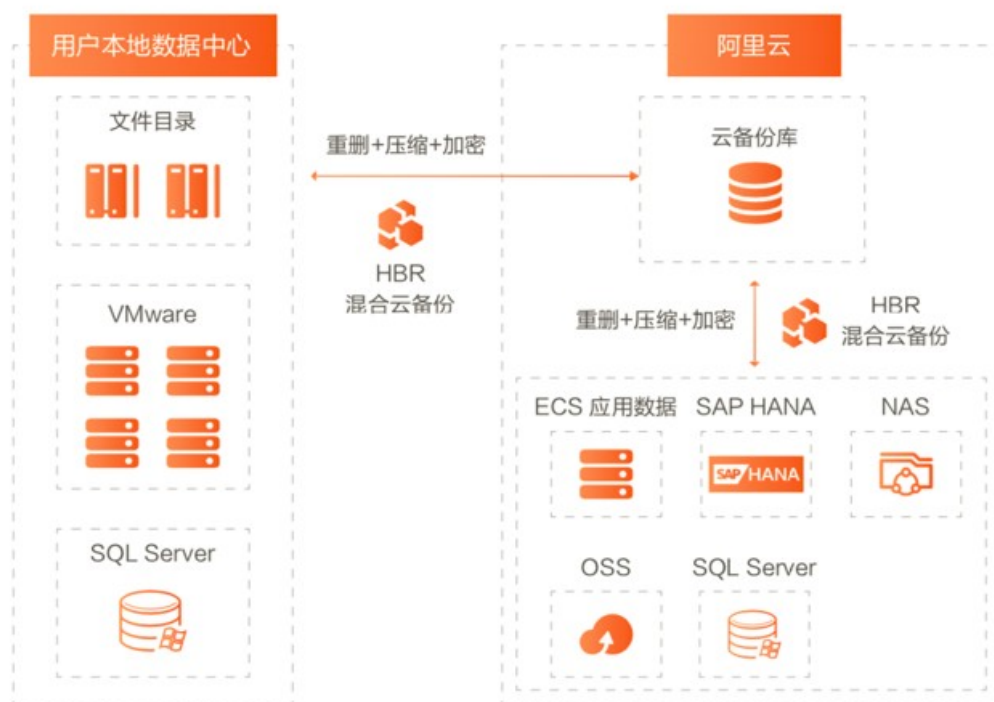 用户本地数据中心
文件目录
VMware
SQL Server
重删+压缩+加密
HBR
混合云备份
阿里云
云备份库
重删+压缩+加密
HBR
混合云备份
ECS 应用数据
SAP HANA
NAS
SAP HANA
OSS
SQL Server